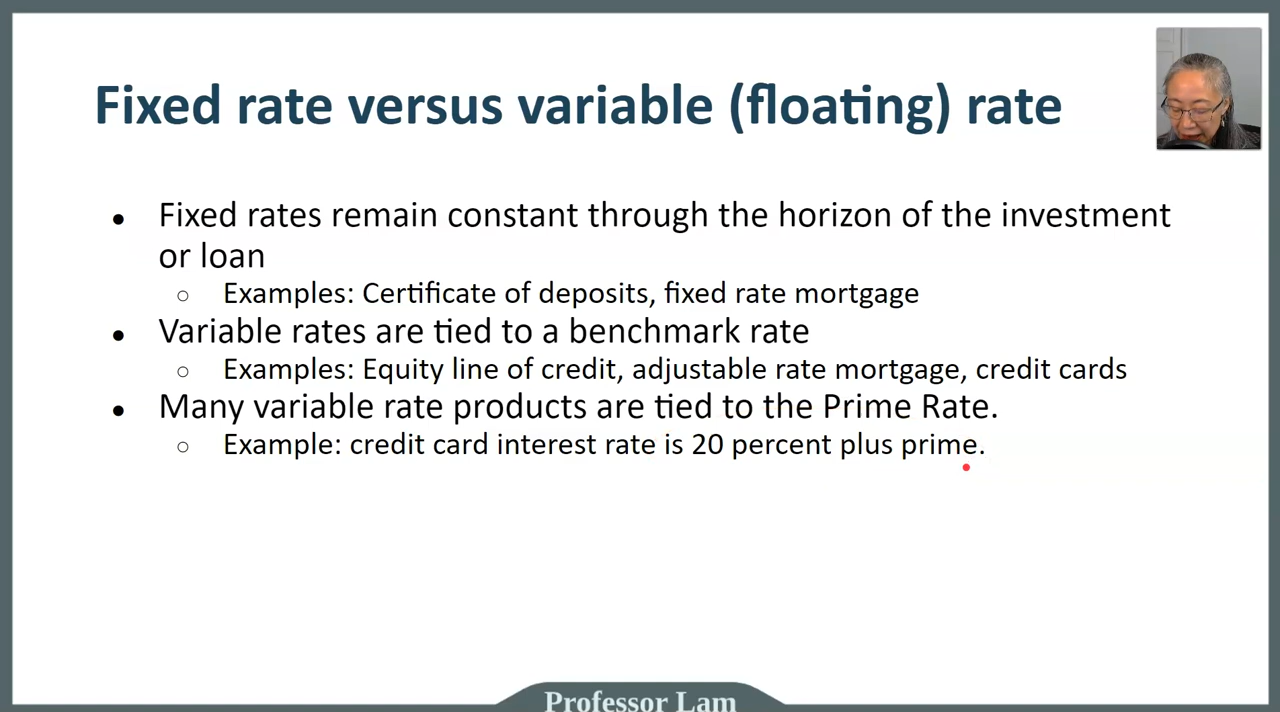 Fixed rate versus variable (floating) rate
● Fixed rates remain constant through the horizon of the investment
or loan
○ Examples: Certificate of deposits, fixed rate mortgage
● Variable rates are tied to a benchmark rate
○ Examples: Equity line of credit, adjustable rate mortgage, credit cards
● Many variable rate products are tied to the Prime Rate.
○ Example: credit card interest rate is 20 percent plus prime.
Professor Lam